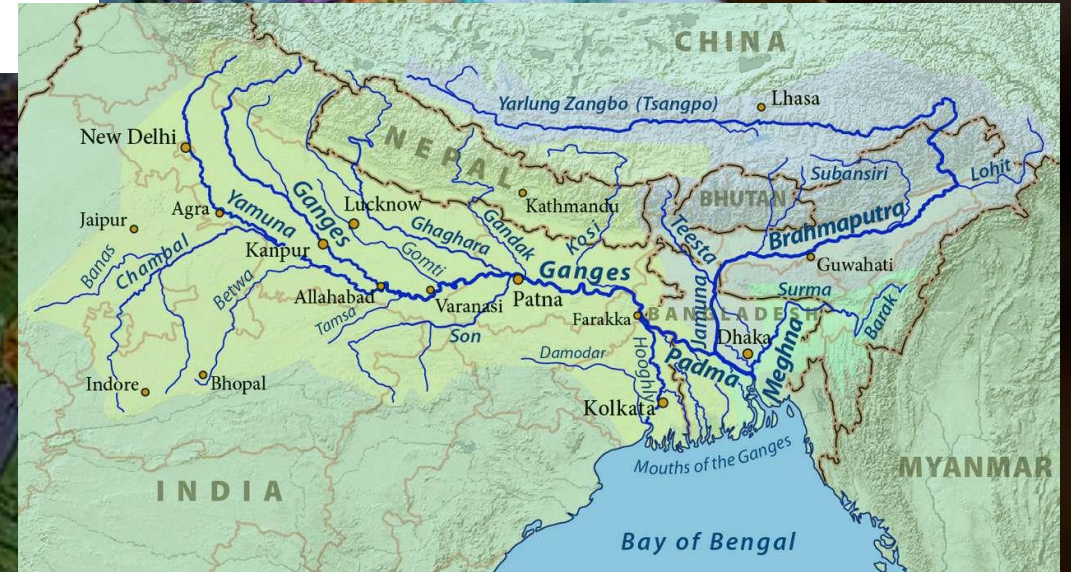 CHINA
Yarlung Zangbo (Tsangpo)
Lhasa
New Delhi
NEPAL
Lohit
Subansiri
BHUTAN
Agra
Yamuna
Ganges
Lucknow
Kathmandu
Jaipur
Ghaghara
Gandak
Kosi
Teesta
Brahmaputra
Banas
Chambal
Kanpur
Gomti
Guwahati
Betwa
Ganges
Surma
Allahabad
Varanasi
Patna
Tamsa
Farakka
BANGLADESH
Jamuna
Barak
Son
Dhaka
Damodar
Hooghly
Padma
Meghna
Indore
Bhopal
Kolkata
Mouths of the Ganges
MYANMAR
INDIA
Bay of Bengal